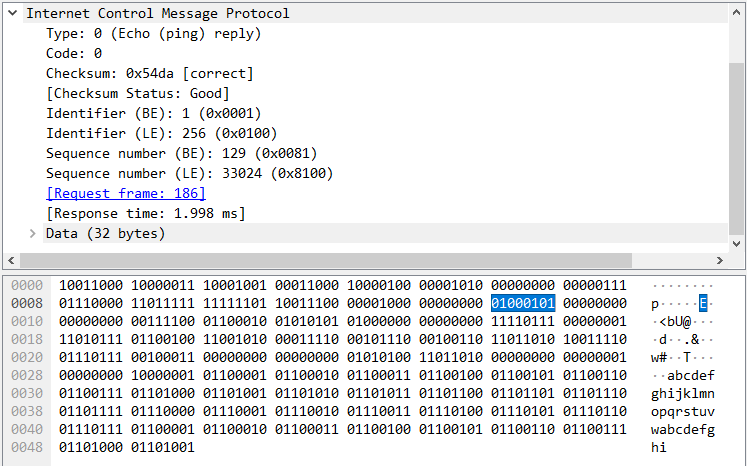 Internet Control Message Protocol
Type: 0 (Echo (ping) reply)
Code: 0
Checksum: 0x54da [correct]
[Checksum Status: Good]
Identifier (BE): 1 (0x0001)
Identifier (LE): 256 (0x0100)
Sequence number (BE): 129 (0x0081)
Sequence number (LE): 33024 (0x8100)
[Request frame: 186]
[Response time: 1.998 ms]
Data (32 bytes)
0000 10011000 10000011 10001001 00011000 10000100 00001010 00000000 00000111 ········
0008 01110000 11011111 11111101 10011100 00001000 00000000 01000101 00000000 p·····E·
0010 00000000 00111100 01100010 01010101 01000000 00000000 11110111 00000001 ·<bU@···
0018 11010111 01100100 11001010 00011110 00101110 00100110 11011010 10011110 ·d··.&··
0020 01110111 00100011 00000000 00000000 01010100 11011010 00000000 00000001 w#··T···
0028 00000000 10000001 01100001 01100010 01100011 01100100 01100101 01100110 ··abcdef
0030 01100111 01101000 01101001 01101010 01101011 01101100 01101101 01101110 ghijklmn
0038 01101111 01110000 01110001 01110010 01110011 01110100 01110101 01110110 opqrstuv
0040 01110111 01100001 01100010 01100011 01100100 01100101 01100110 01100111 wabcdefg
0048 01101000 01101001 hi